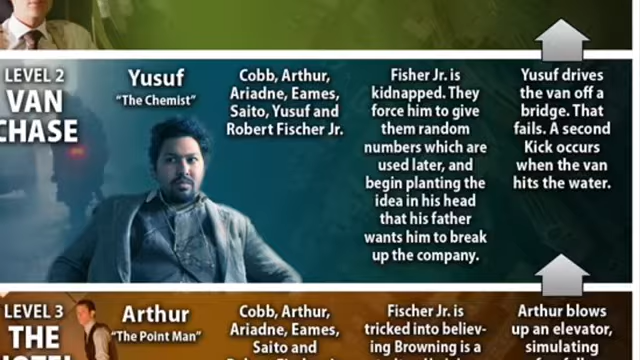 LEVEL 2
VAN
CHASE
Yusuf
"The Chemist"
Cobb, Arthur,
Ariadne, Eames,
Saito, Yusuf and
Robert Fischer Jr.
Fisher Jr. is
kidnapped. They
force him to give
them random
numbers which are
used later, and
begin planting the
idea in his head
that his father
wants him to break
up the company.
Yusuf drives
the van off a
bridge. That
fails. A second
Kick occurs
when the van
hits the water.
LEVEL 3
THE
Arthur
"The Point Man"
Cobb, Arthur,
Ariadne, Eames,
Saito and
Fischer Jr. is
tricked into believ-
ing Browning is a
Arthur blows
up an elevator,
simulating